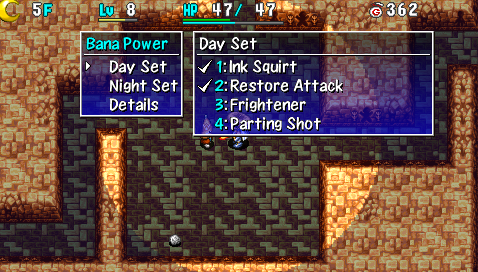 5F Lv 8 HP 47/ 47 G 362
Bana Power
Day Set
Night Set
Details
Day Set
1:Ink Squirt
2:Restore Attack
3:Frightener
4:Parting Shot